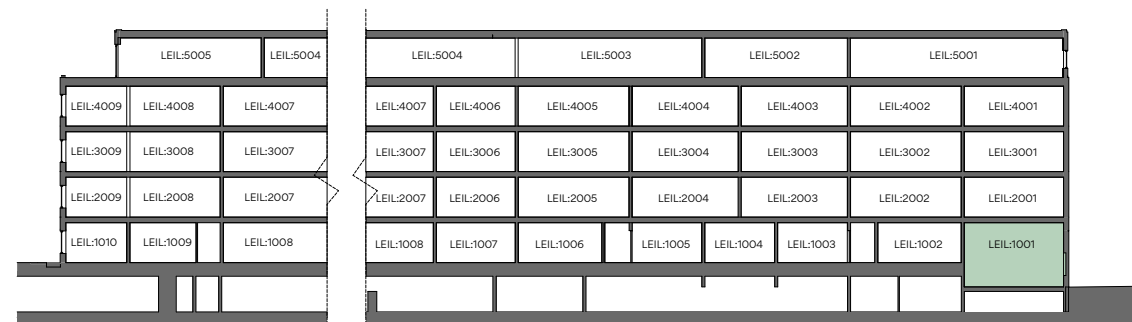 LEIL:5005 LEIL:5004 LEIL:5004 LEIL:5003 LEIL:5002 LEIL:5001
LEIL:4009 LEIL:4008 LEIL:4007 LEIL:4007 LEIL:4006 LEIL:4005 LEIL:4004 LEIL:4003 LEIL:4002 LEIL:4001
LEIL:3009 LEIL:3008 LEIL:3007 LEIL:3007 LEIL:3006 LEIL:3005 LEIL:3004 LEIL:3003 LEIL:3002 LEIL:3001
LEIL:2009 LEIL:2008 LEIL:2007 LEIL:2007 LEIL:2006 LEIL:2005 LEIL:2004 LEIL:2003 LEIL:2002 LEIL:2001
LEIL:1010 LEIL:1009 LEIL:1008 LEIL:1008 LEIL:1007 LEIL:1006 LEIL:1005 LEIL:1004 LEIL:1003 LEIL:1002 LEIL:1001